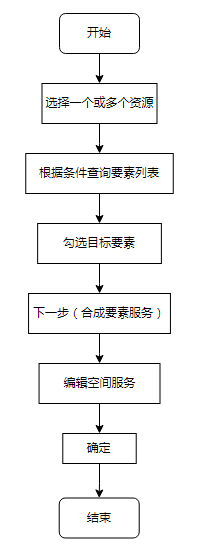 开始
选择一个或多个资源
根据条件查询要素列表
勾选目标要素
下一步（合成要素服务）
编辑空间服务
确定
结束